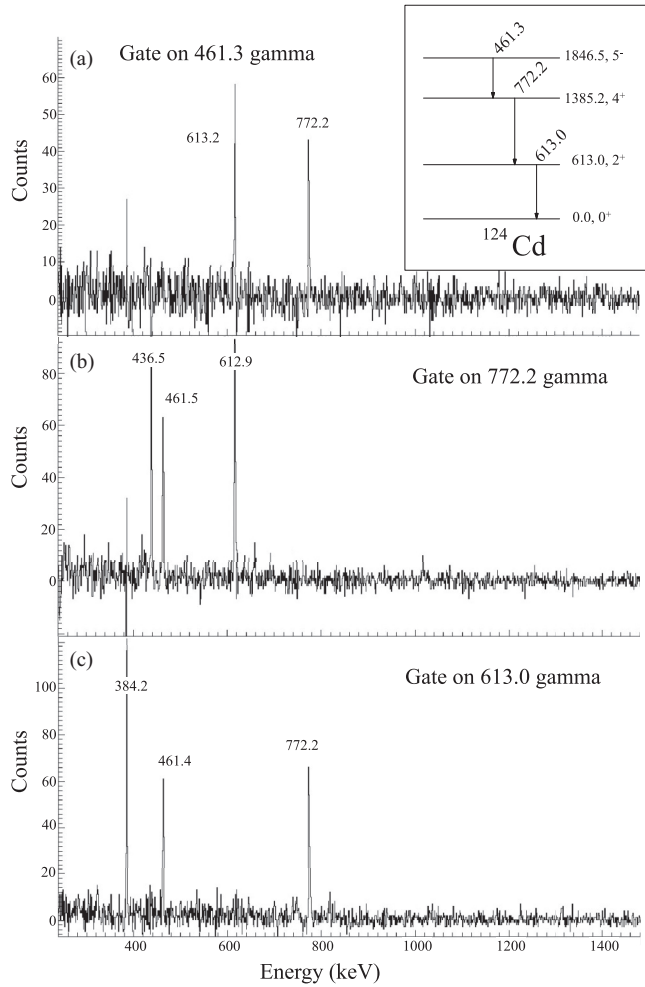 (a)
Gate on 461.3 gamma
613.2
772.2
Counts
60
50
40
30
20
10
0
461.3
1846.5, 5-
772.2
1385.2, 4+
613.0
613.0, 2+
0.0, 0+
124
Cd
(b)
436.5
461.5
612.9
Gate on 772.2 gamma
Counts
80
60
40
20
0
(c)
384.2
461.4
772.2
Gate on 613.0 gamma
Counts
100
80
60
40
20
0
400 600 800 1000 1200 1400
Energy (keV)